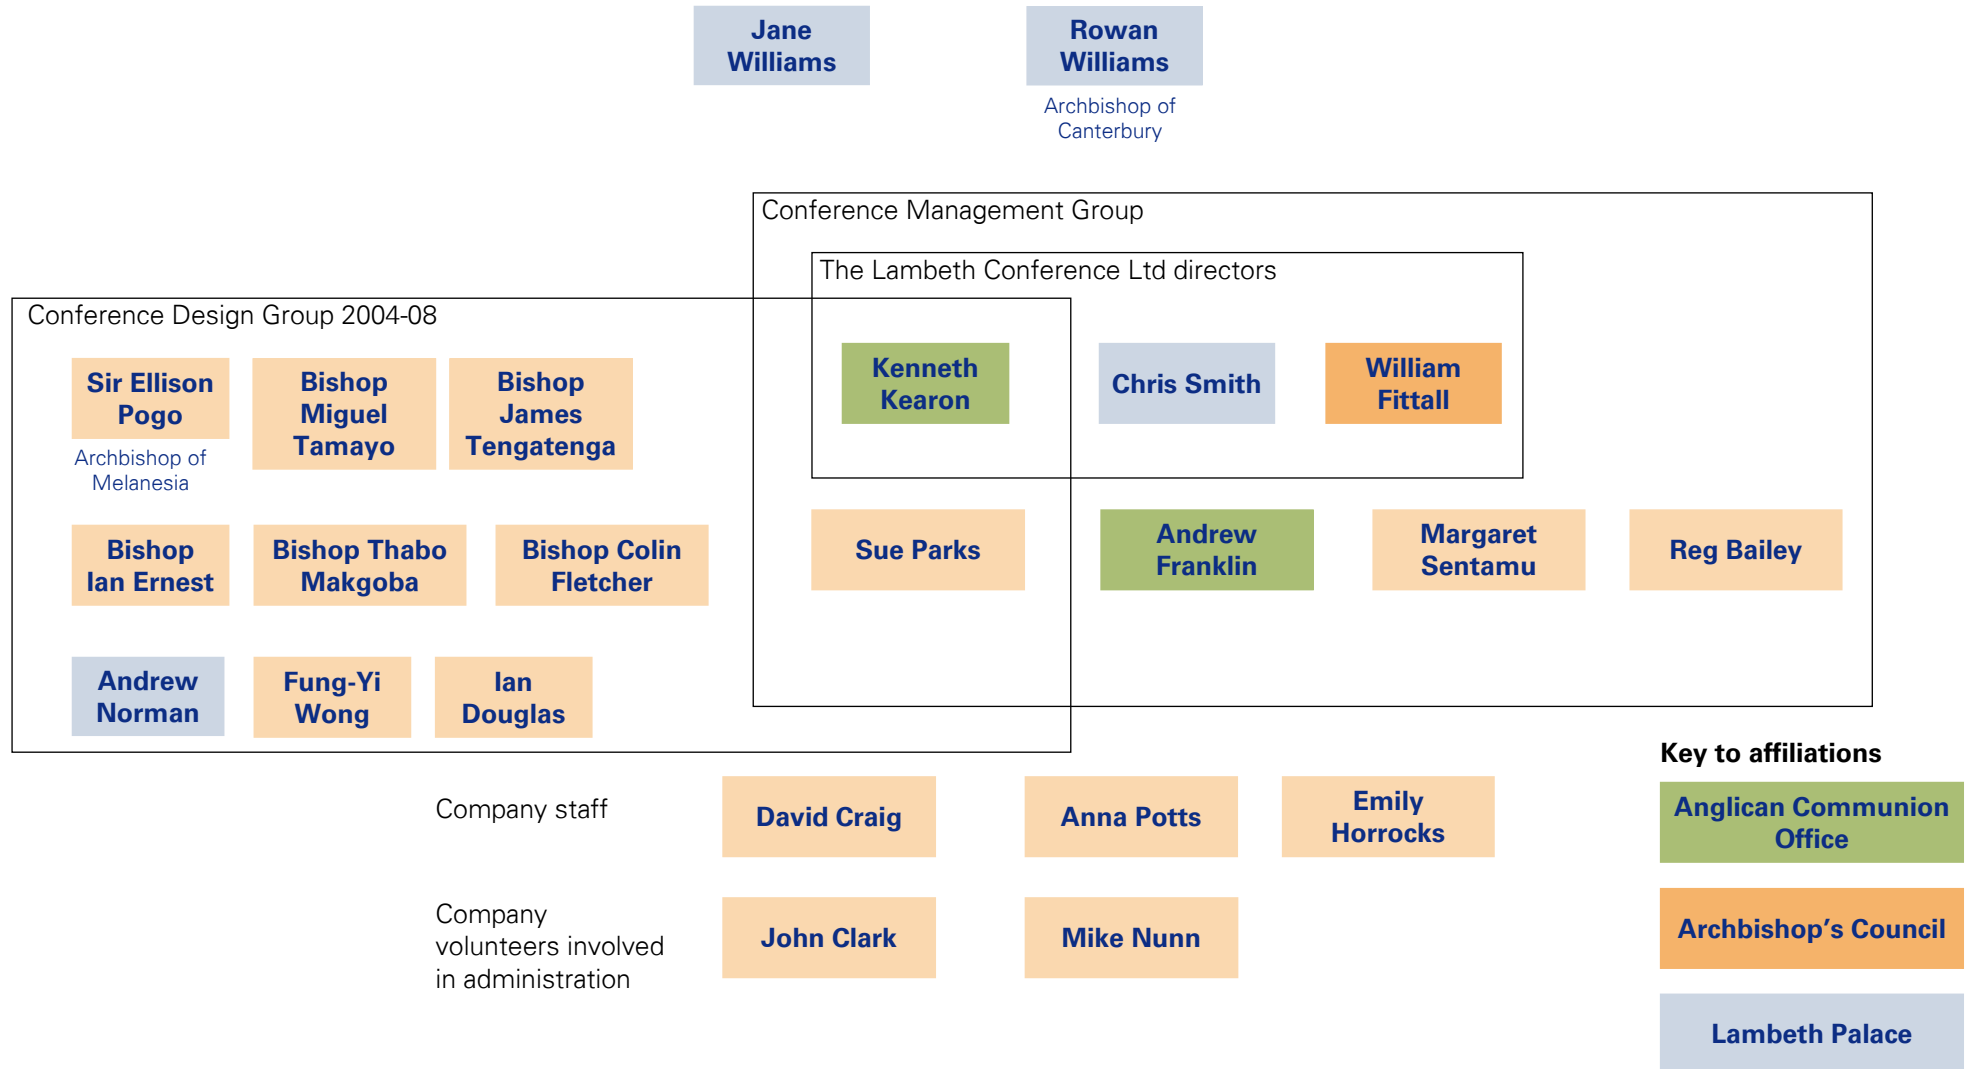 Jane
Williams
Rowan
Williams
Archbishop of
Canterbury
Conference Management Group
The Lambeth Conference Ltd directors
Conference Design Group 2004-08
Sir Ellison
Pogo
Archbishop of
Melanesia
Bishop
Miguel
Tamayo
Bishop
James
Tengatenga
Kenneth
Kearon
Chris Smith
William
Fittall
Bishop
Ian Ernest
Bishop Thabo
Makgoba
Bishop Colin
Fletcher
Sue Parks
Andrew
Franklin
Margaret
Sentamu
Reg Bailey
Andrew
Norman
Fung-Yi
Wong
Ian
Douglas
Company staff
David Craig
Anna Potts
Emily
Horrocks
Company
volunteers involved
in administration
John Clark
Mike Nunn
Key to affiliations
Anglican Communion
Office
Archbishop’s Council
Lambeth Palace